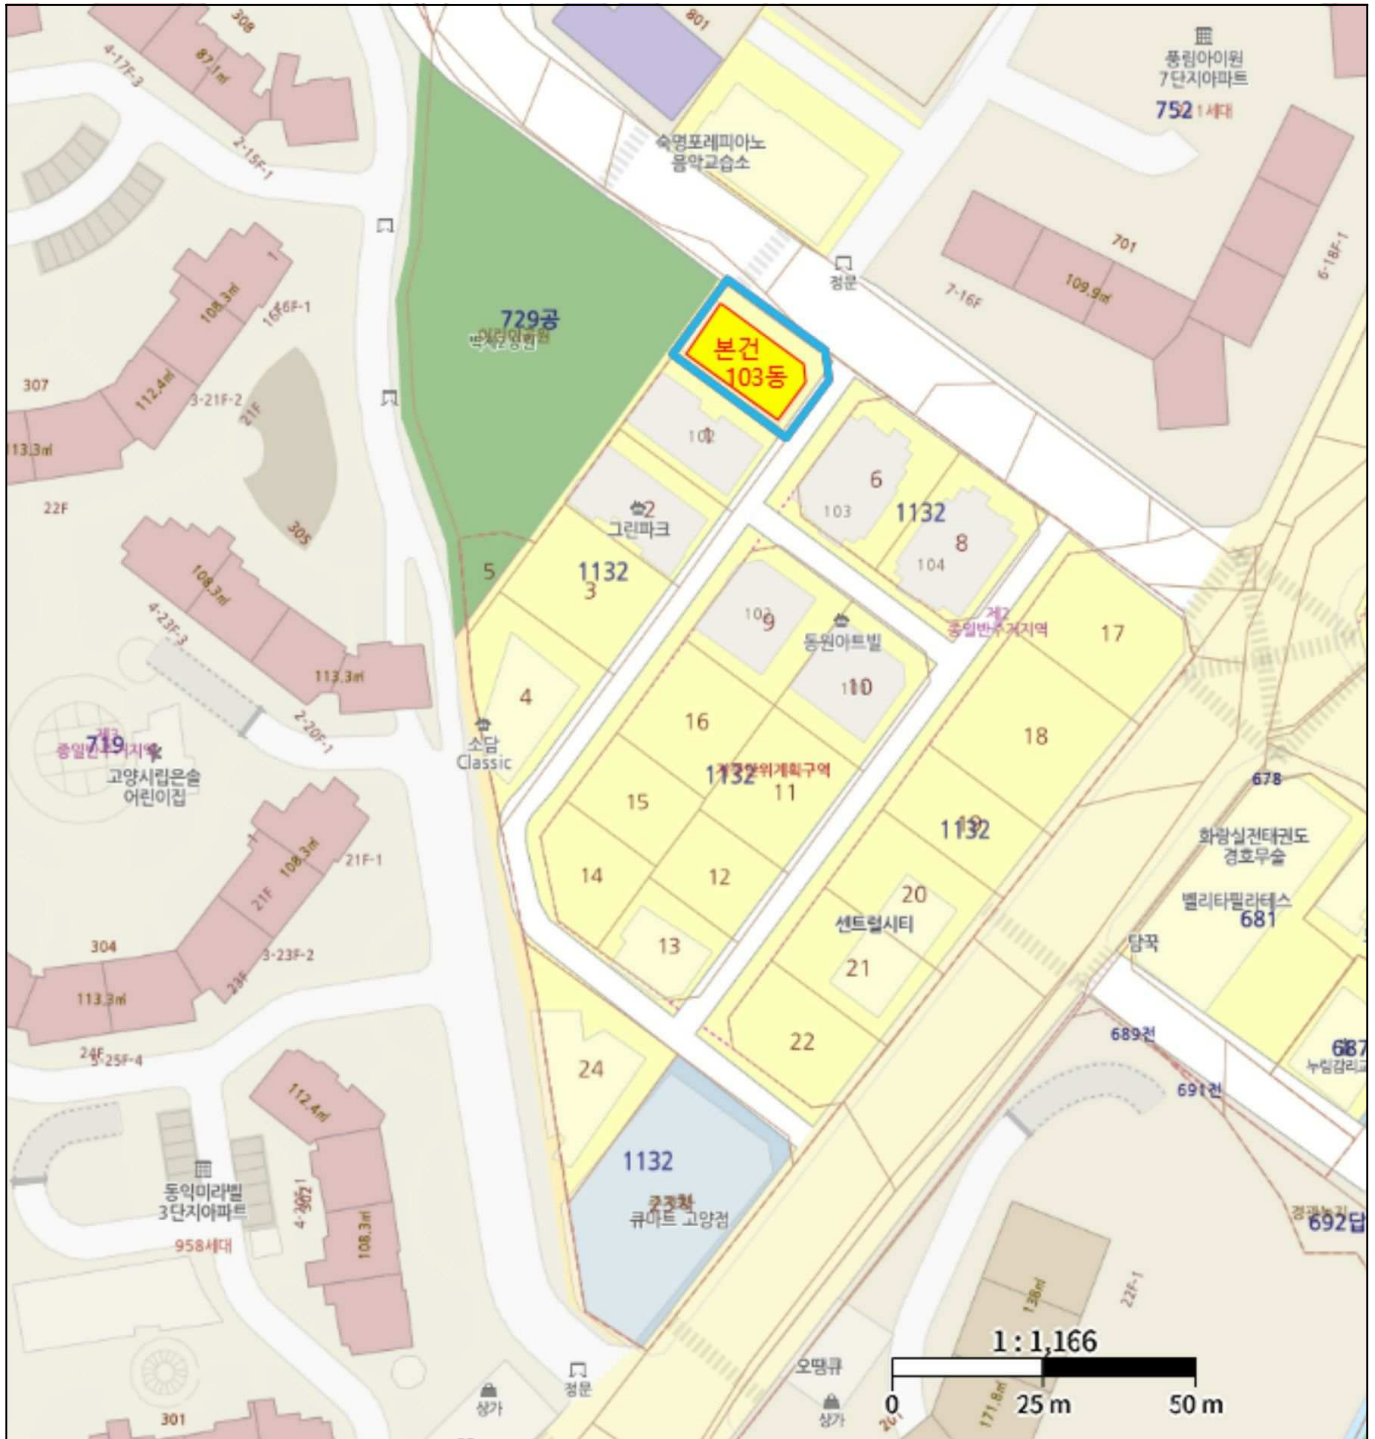 308
801
4-17F-3
87.1㎡
풍림아이원
7단지아파트
752
1세대
2-15F-1
숙명포레피아노
음악교습소
701
6-18F-1
정문
7-16F
109.9㎡
108.3㎡
16F
6F-1
729공
본건
103동
307
112.4㎡
3-21F-2
21F
113.3㎡
102
1
22F
305
6
103
1132
2
그린파크
8
104
5
1132
3
108.3㎡
4-23F-3
9
동원아트빌
제2
종일반주거지역
17
113.3㎡
4
10
16
18
2-20F-1
719
소담
Classic
고양시립은솔
어린이집
1132
678
15
11
1132
화랑실전태권도
경호무술
108.3㎡
21F-1
14
12
20
벨리타필라테스
681
센트럴시티
21F
304
13
담꾹
3-23F-2
21
23F
113.3㎡
24F
5-25F-4
22
689전
687
24
691전
112.4㎡
1132
동익미라벨
3단지아파트
302
958세대
큐마트 고양점
692답
108.3㎡
138㎡
22F-1
1 : 1,166
오땡큐
정문
상가
상가
171.8㎡
0
25 m
50 m
301